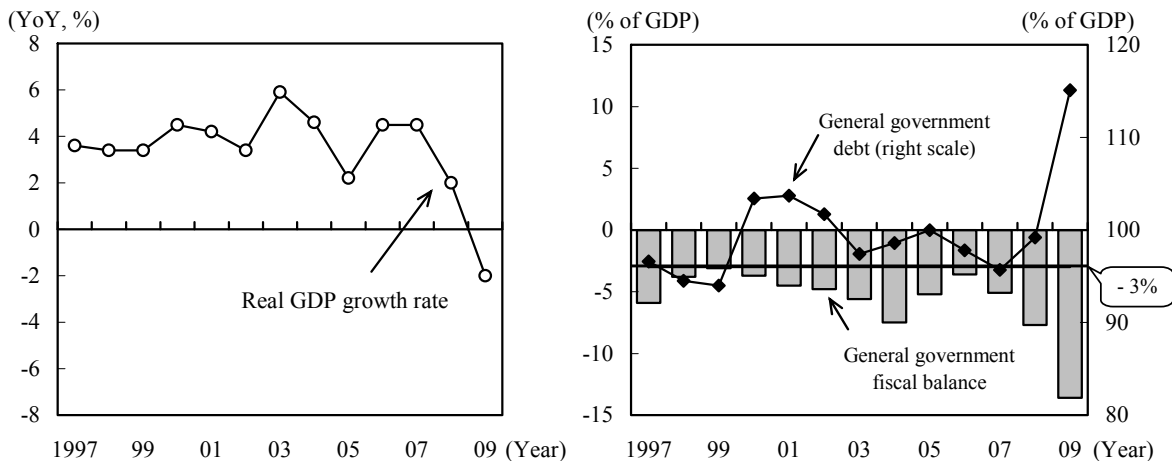 (YoY, %)
8
6
4
2
0
-2
-4
-6
-8
Real GDP growth rate
1997 99 01 03 05 07 09 (Year)
(% of GDP) (% of GDP)
15
10
5
0
-5
-10
-15
120
110
100
90
80
General government
debt (right scale)
- 3%
General government
fiscal balance
1997 99 01 03 05 07 09 (Year)